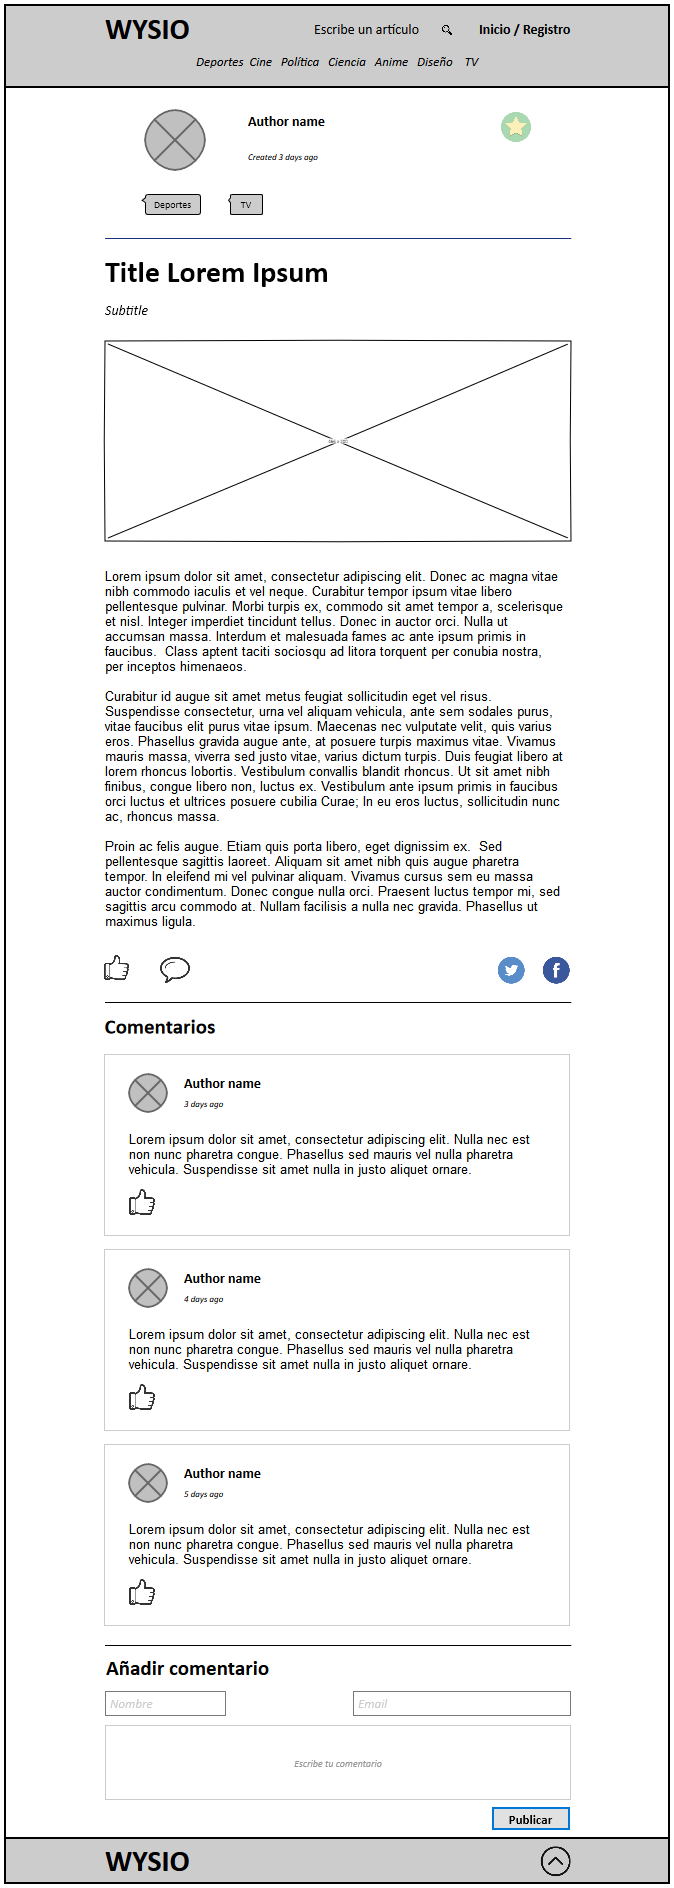 WYSIO
Escribe un artículo
Inicio / Registro
Deportes Cine Política Ciencia Anime Diseño TV
Author name
Created 3 days ago
Deportes
TV
Title Lorem Ipsum
Subtitle
Lorem ipsum dolor sit amet, consectetur adipiscing elit. Donec ac magna vitae
nibh commodo iaculis et vel neque. Curabitur tempor ipsum vitae libero
pellentesque pulvinar. Morbi turpis ex, commodo sit amet tempor a, scelerisque
et nisl. Integer imperdiet tincidunt tellus. Donec in auctor orci. Nulla ut
accumsan massa. Interdum et malesuada fames ac ante ipsum primis in
faucibus. Class aptent taciti sociosqu ad litora torquent per conubia nostra,
per inceptos himenaeos.
Curabitur id augue sit amet metus feugiat sollicitudin eget vel risus.
Suspendisse consectetur, urna vel aliquam vehicula, ante sem sodales purus,
vitae faucibus elit purus vitae ipsum. Maecenas nec vulputate velit, quis varius
eros. Phasellus gravida augue ante, at posuere turpis maximus vitae. Vivamus
mauris massa, viverra sed justo vitae, varius dictum turpis. Duis feugiat libero at
lorem rhoncus lobortis. Vestibulum convallis blandit rhoncus. Ut sit amet nibh
finibus, congue libero non, luctus ex. Vestibulum ante ipsum primis in faucibus
orci luctus et ultrices posuere cubilia Curae; In eu eros luctus, sollicitudin nunc
ac, rhoncus massa.
Proin ac felis augue. Etiam quis porta libero, eget dignissim ex. Sed
pellentesque sagittis laoreet. Aliquam sit amet nibh quis augue pharetra
tempor. In eleifend mi vel pulvinar aliquam. Vivamus cursus sem eu massa
auctor condimentum. Donec congue nulla orci. Praesent luctus tempor mi, sed
sagittis arcu commodo at. Nullam facilisis a nulla nec gravida. Phasellus ut
maximus ligula.
Comentarios
Author name
3 days ago
Lorem ipsum dolor sit amet, consectetur adipiscing elit. Nulla nec est
non nunc pharetra congue. Phasellus sed mauris vel nulla pharetra
vehicula. Suspendisse sit amet nulla in justo aliquet ornare.
Author name
4 days ago
Lorem ipsum dolor sit amet, consectetur adipiscing elit. Nulla nec est
non nunc pharetra congue. Phasellus sed mauris vel nulla pharetra
vehicula. Suspendisse sit amet nulla in justo aliquet ornare.
Author name
5 days ago
Lorem ipsum dolor sit amet, consectetur adipiscing elit. Nulla nec est
non nunc pharetra congue. Phasellus sed mauris vel nulla pharetra
vehicula. Suspendisse sit amet nulla in justo aliquet ornare.
Añadir comentario
Nombre
Email
Escribe tu comentario
Publicar
WYSIO